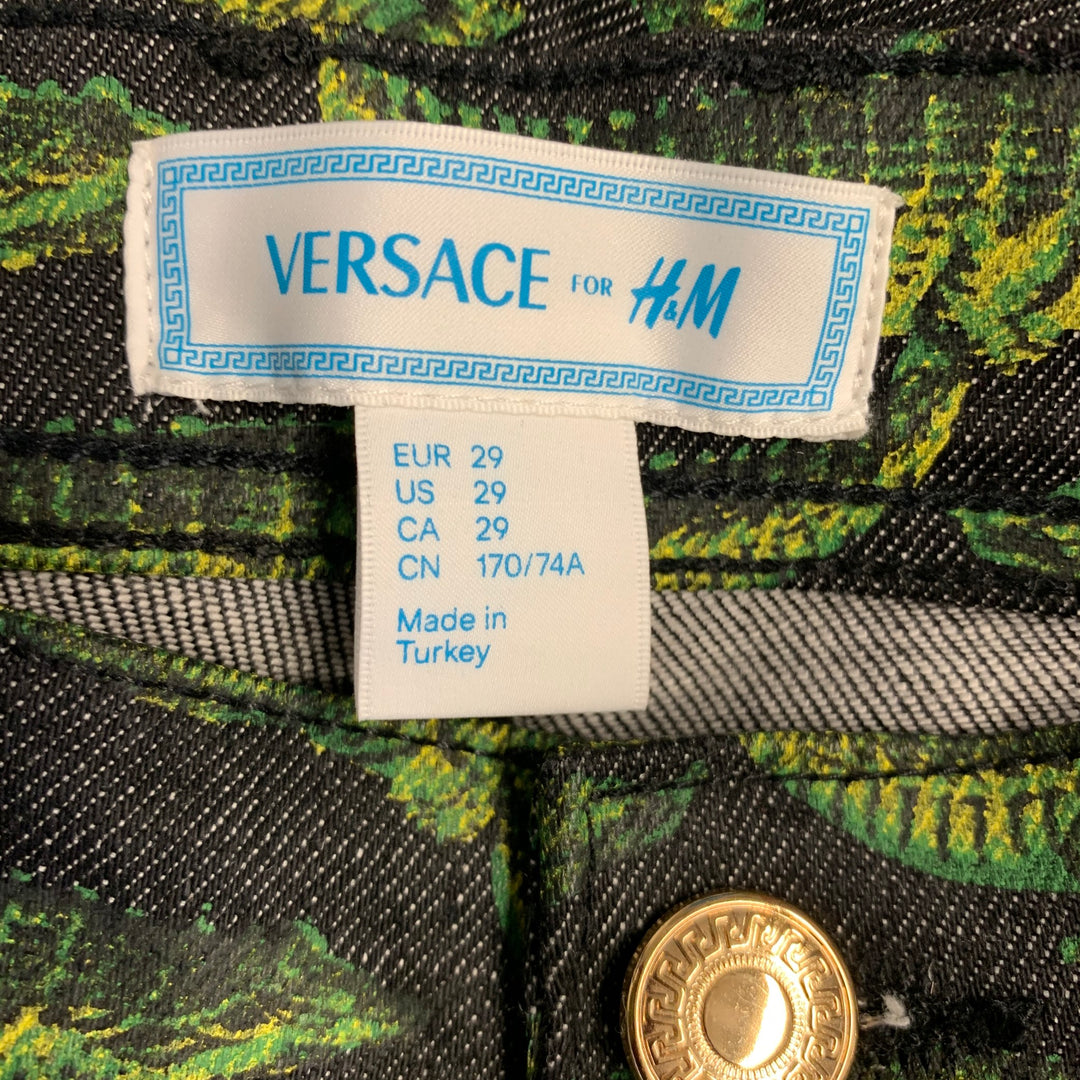 VERSACE FOR H&M
EUR 29
US 29
CA 29
CN 170/74A
Made in
Turkey